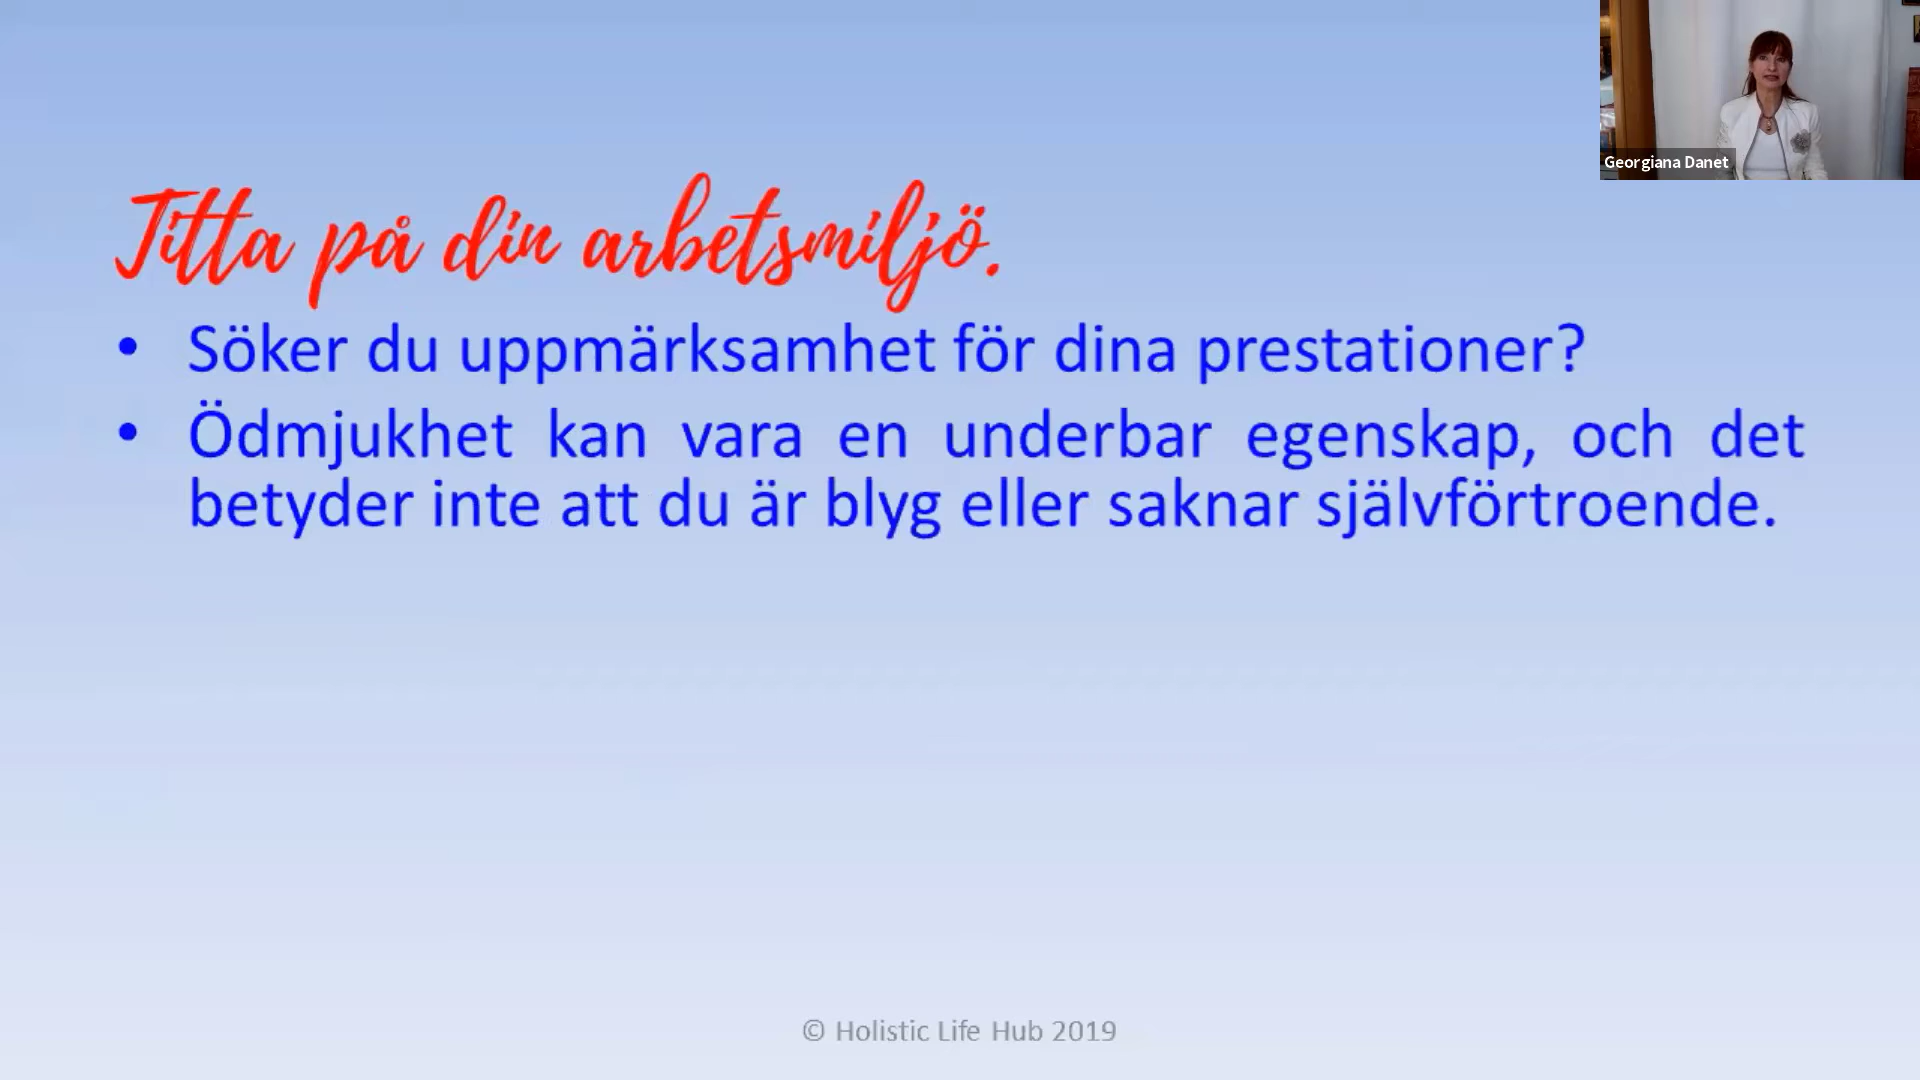 Georgiana Danet
Titta på din arbetsmiljö.
• Söker du uppmärksamhet för dina prestationer?
• Ödmjukhet kan vara en underbar egenskap, och det
betyder inte att du är blyg eller saknar självförtroende.
© Holistic Life Hub 2019